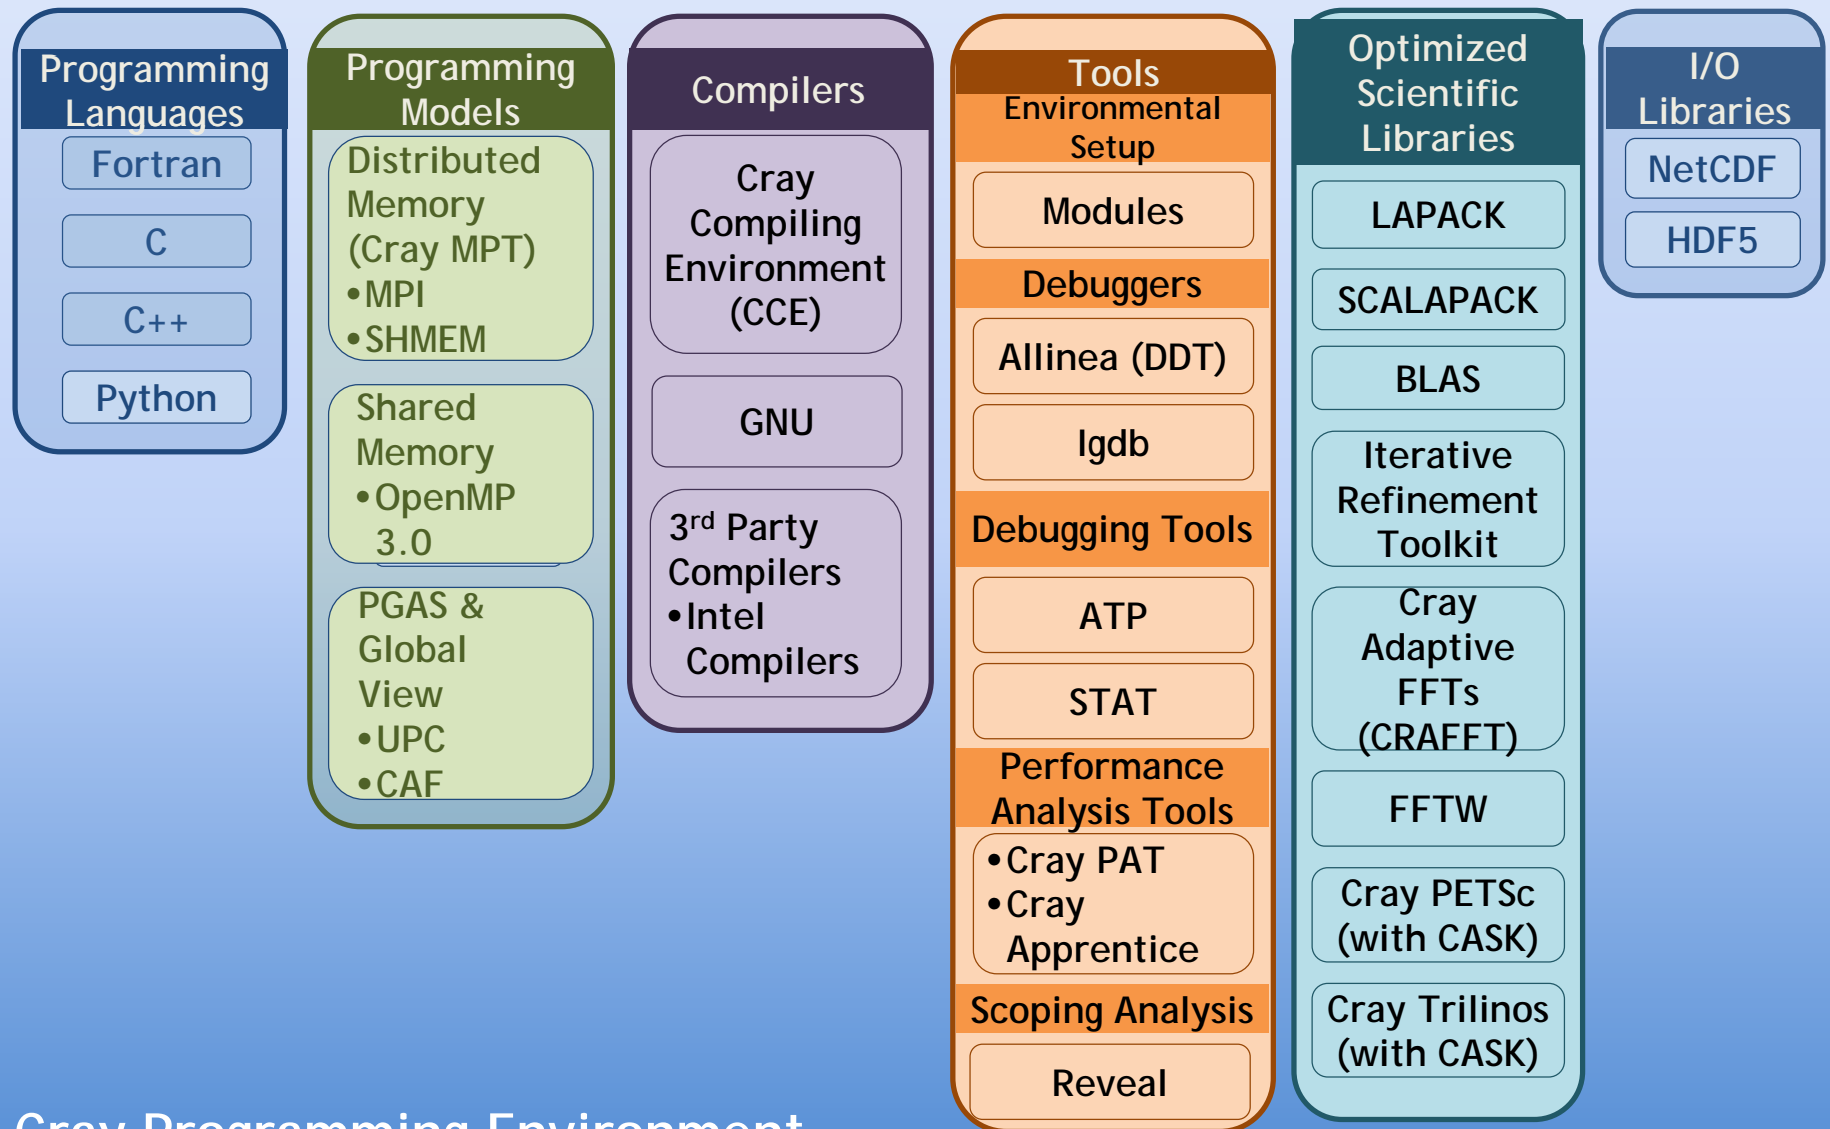 Programming
Languages
Fortran
C
C++
Python
Programming
Models
Distributed
Memory
(Cray MPT)
•MPI
•SHMEM
Shared
Memory
•OpenMP
3.0
PGAS &
Global
View
•UPC
•CAF
Compilers
Cray
Compiling
Environment
(CCE)
GNU
3rd Party
Compilers
•Intel
Compilers
Tools
Environmental
Setup
Modules
Debuggers
Allinea (DDT)
lgdb
Debugging Tools
ATP
STAT
Performance
Analysis Tools
•Cray PAT
•Cray
Apprentice
Scoping Analysis
Reveal
Optimized
Scientific
Libraries
LAPACK
SCALAPACK
BLAS
Iterative
Refinement
Toolkit
Cray
Adaptive
FFTs
(CRAFFT)
FFTW
Cray PETSc
(with CASK)
Cray Trilinos
(with CASK)
I/O
Libraries
NetCDF
HDF5
Cray Programming Environment